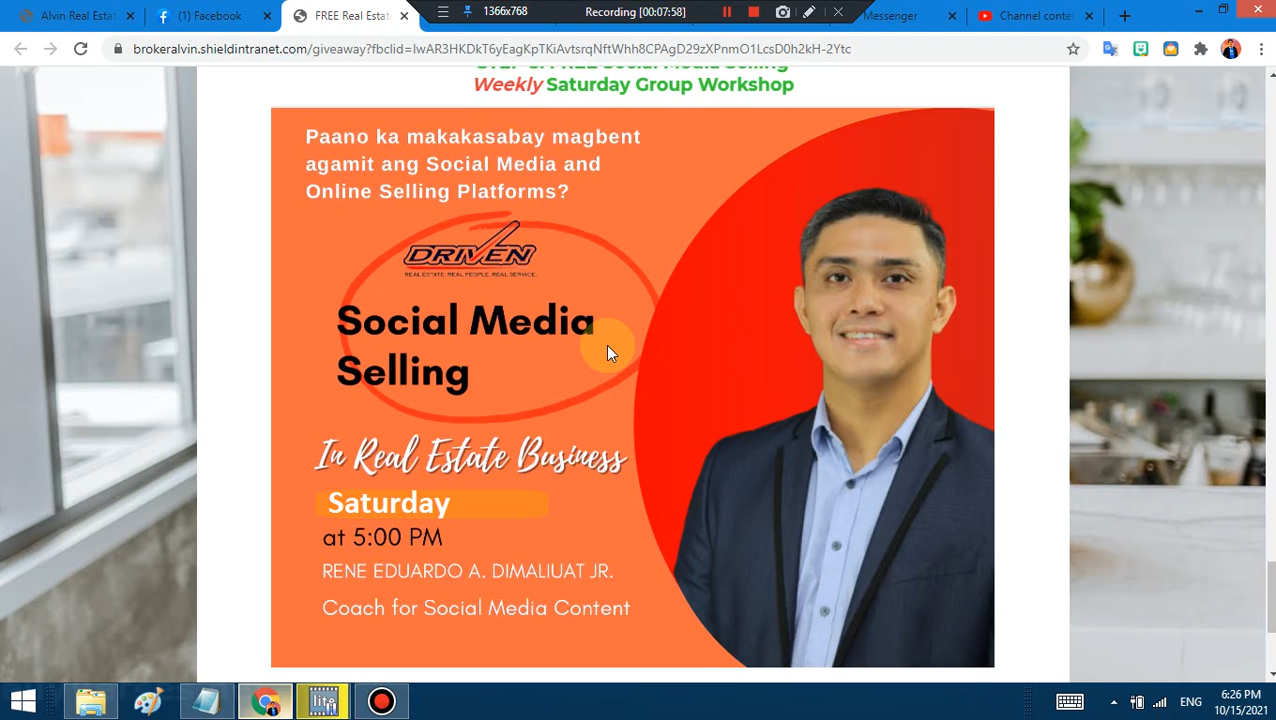 Alvin Real Estat
(1) Facebook
FREE Real Estat
1366x768
Recording [00:07:58]
Messenger
Channel conte
brokeralvin.shieldintranet.com/giveaway?fbclid=IwAR3HKDkT6yEagKpTKiAvtsrqNftWhh8CPAgD29zXPnmO1LcsD0h2kH-2Ytc
Weekly Saturday Group Workshop
Paano ka makakasabay magbent
agamit ang Social Media and
Online Selling Platforms?
DRIVEN
REAL ESTATE. REAL PEOPLE. REAL SERVICE.
Social Media
Selling
In Real Estate Business
Saturday
at 5:00 PM
RENE EDUARDO A. DIMALIUAT JR.
Coach for Social Media Content
ENG
6:26 PM
10/15/2021